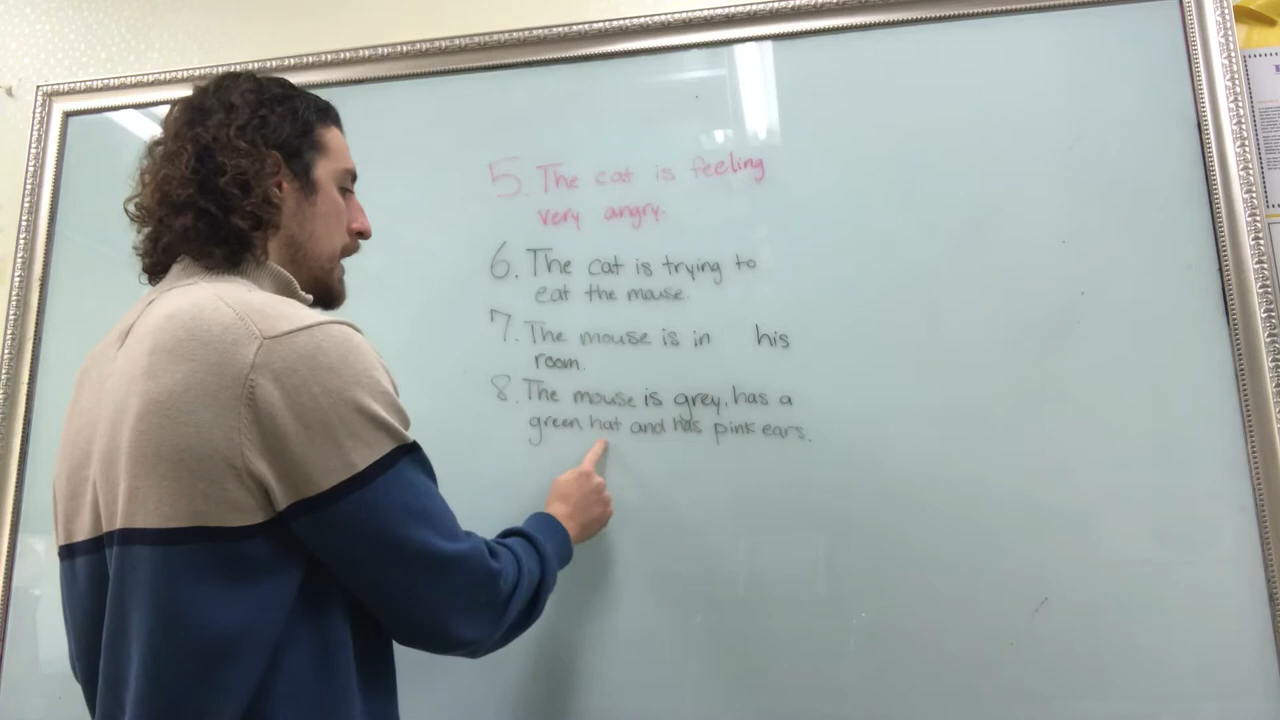 5. The cat is feeling
very angry.
6. The cat is trying to
eat the mouse.
7. The mouse is in his
room.
8. The mouse is grey, has a
green hat and has pink ears.